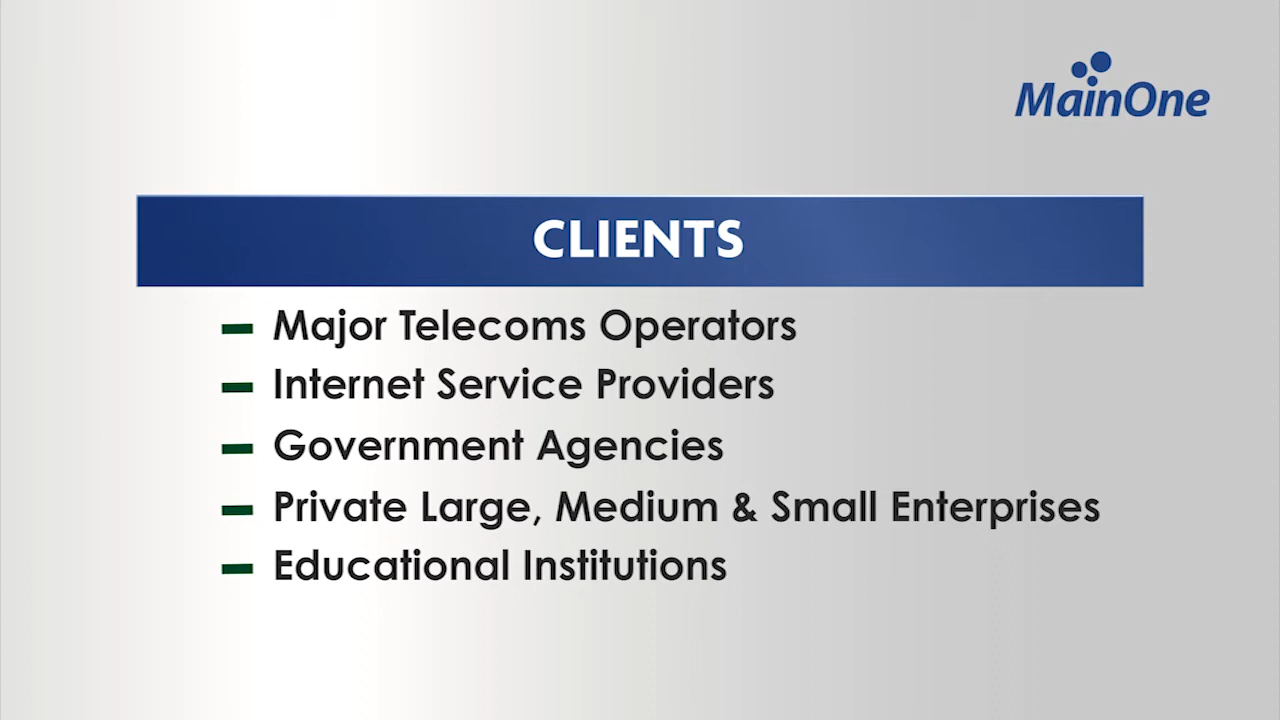 MainOne
CLIENTS
Major Telecoms Operators
Internet Service Providers
Government Agencies
Private Large, Medium & Small Enterprises
Educational Institutions